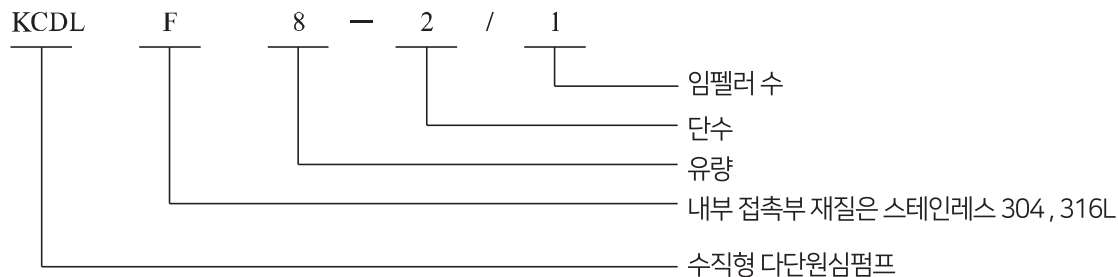 KCDL F 8 - 2 / 1
임펠러 수
단수
유량
내부 접촉부 재질은 스테인레스 304 , 316L
수직형 다단원심펌프